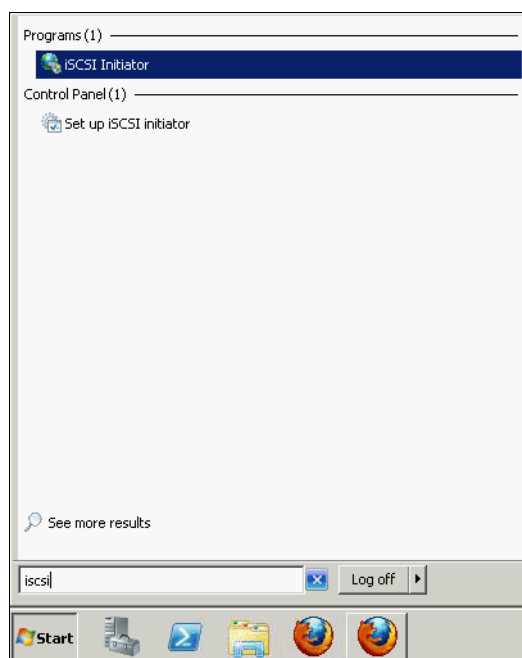 Programs (1)
iSCSI Initiator
Control Panel (1)
Set up iSCSI initiator
See more results
iscsi
Log off
Start